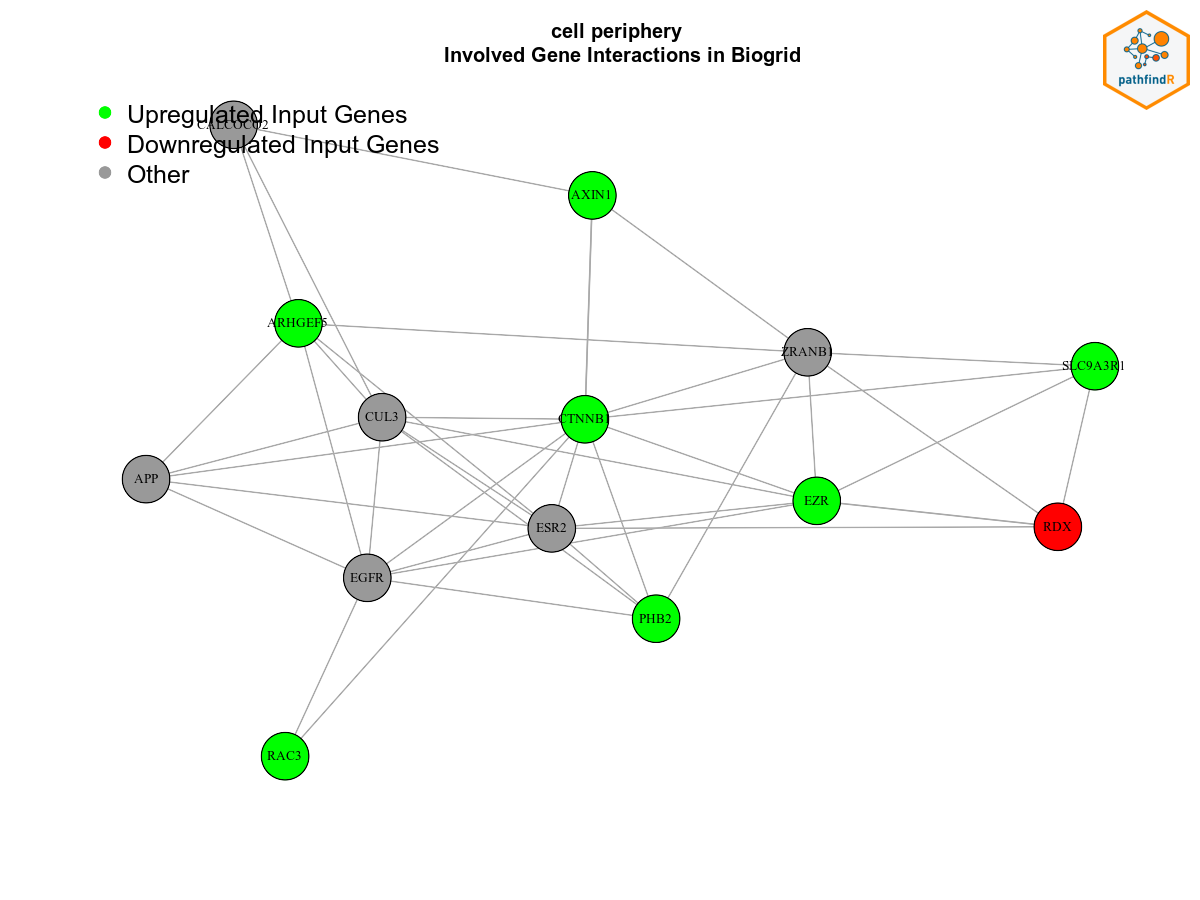 cell periphery
Involved Gene Interactions in Biogrid
pathfindR
Upregulated Input Genes
CALCOCO2
Downregulated Input Genes
Other
AXIN1
ARHGEF5
ZRANB1
SLC9A3R1
CUL3
CTNNB1
APP
EZR
ESR2
RDX
EGFR
PHB2
RAC3